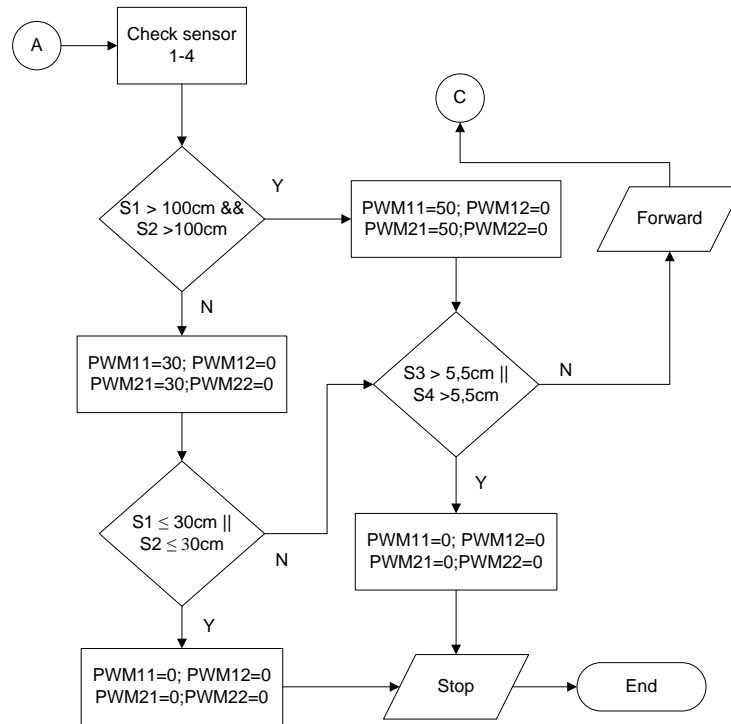 A
Check sensor
1-4
C
S1 > 100cm &&
S2 >100cm
Y
PWM11=50; PWM12=0
PWM21=50;PWM22=0
Forward
N
PWM11=30; PWM12=0
PWM21=30;PWM22=0
S3 > 5,5cm ||
S4 >5,5cm
N
Y
S1 ≤ 30cm ||
S2 ≤ 30cm
N
PWM11=0; PWM12=0
PWM21=0;PWM22=0
Y
PWM11=0; PWM12=0
PWM21=0;PWM22=0
Stop
End